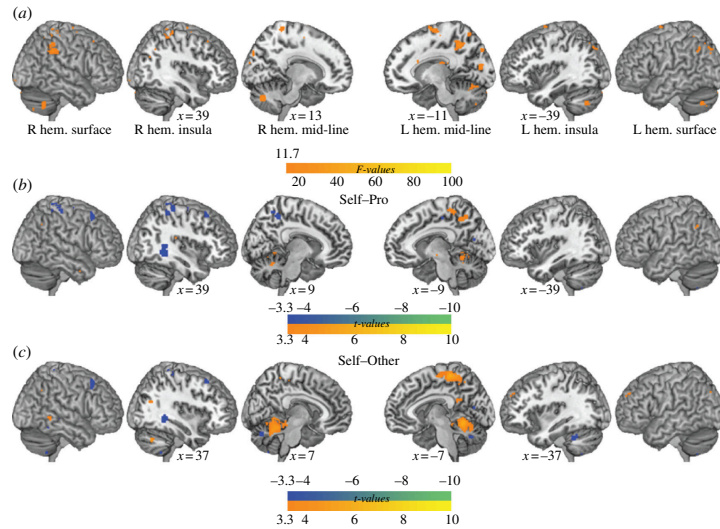 (a)
x=39 x=13 x=−11 x=−39
R hem. surface R hem. insula R hem. mid-line L hem. mid-line L hem. insula L hem. surface
11.7
F-values
20 40 60 80 100
(b) Self–Pro
x=39 x=9 x=−9 x=−39
−3.3 −4 −6 −8 −10
t-values
3.3 4 6 8 10
(c) Self–Other
x=37 x=7 x=−7 x=−37
−3.3 −4 −6 −8 −10
t-values
3.3 4 6 8 10